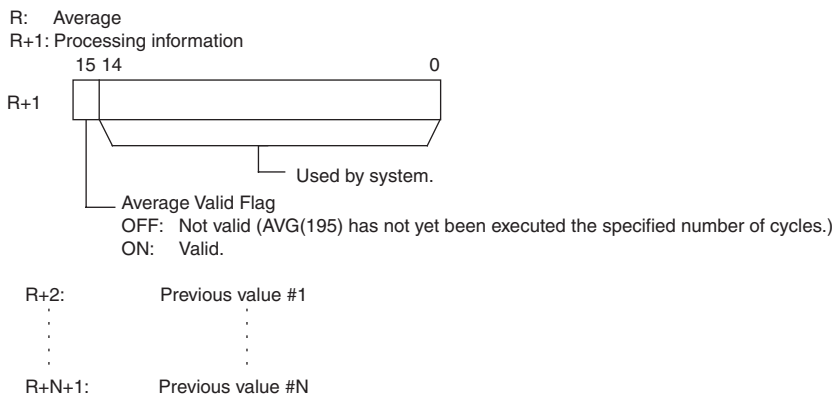 R: Average
R+1: Processing information
15 14 0
R+1
Used by system.
Average Valid Flag
OFF: Not valid (AVG(195) has not yet been executed the specified number of cycles.)
ON: Valid.
R+2: Previous value #1
R+N+1: Previous value #N